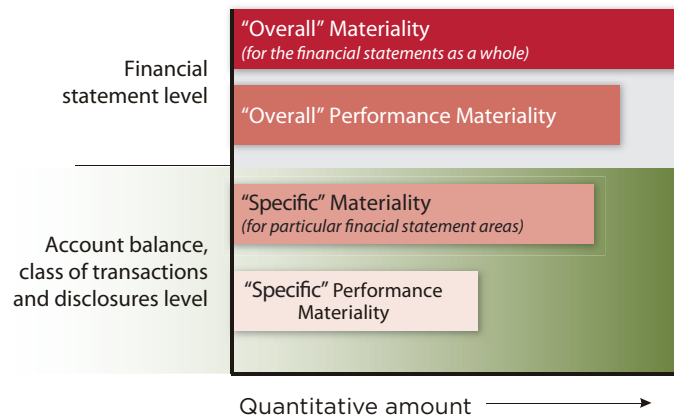 "Overall" Materiality
(for the financial statements as a whole)
Financial
statement level
"Overall" Performance Materiality
"Specific" Materiality
(for particular finacial statement areas)
Account balance,
class of transactions
and disclosures level
"Specific" Performance
Materiality
Quantitative amount